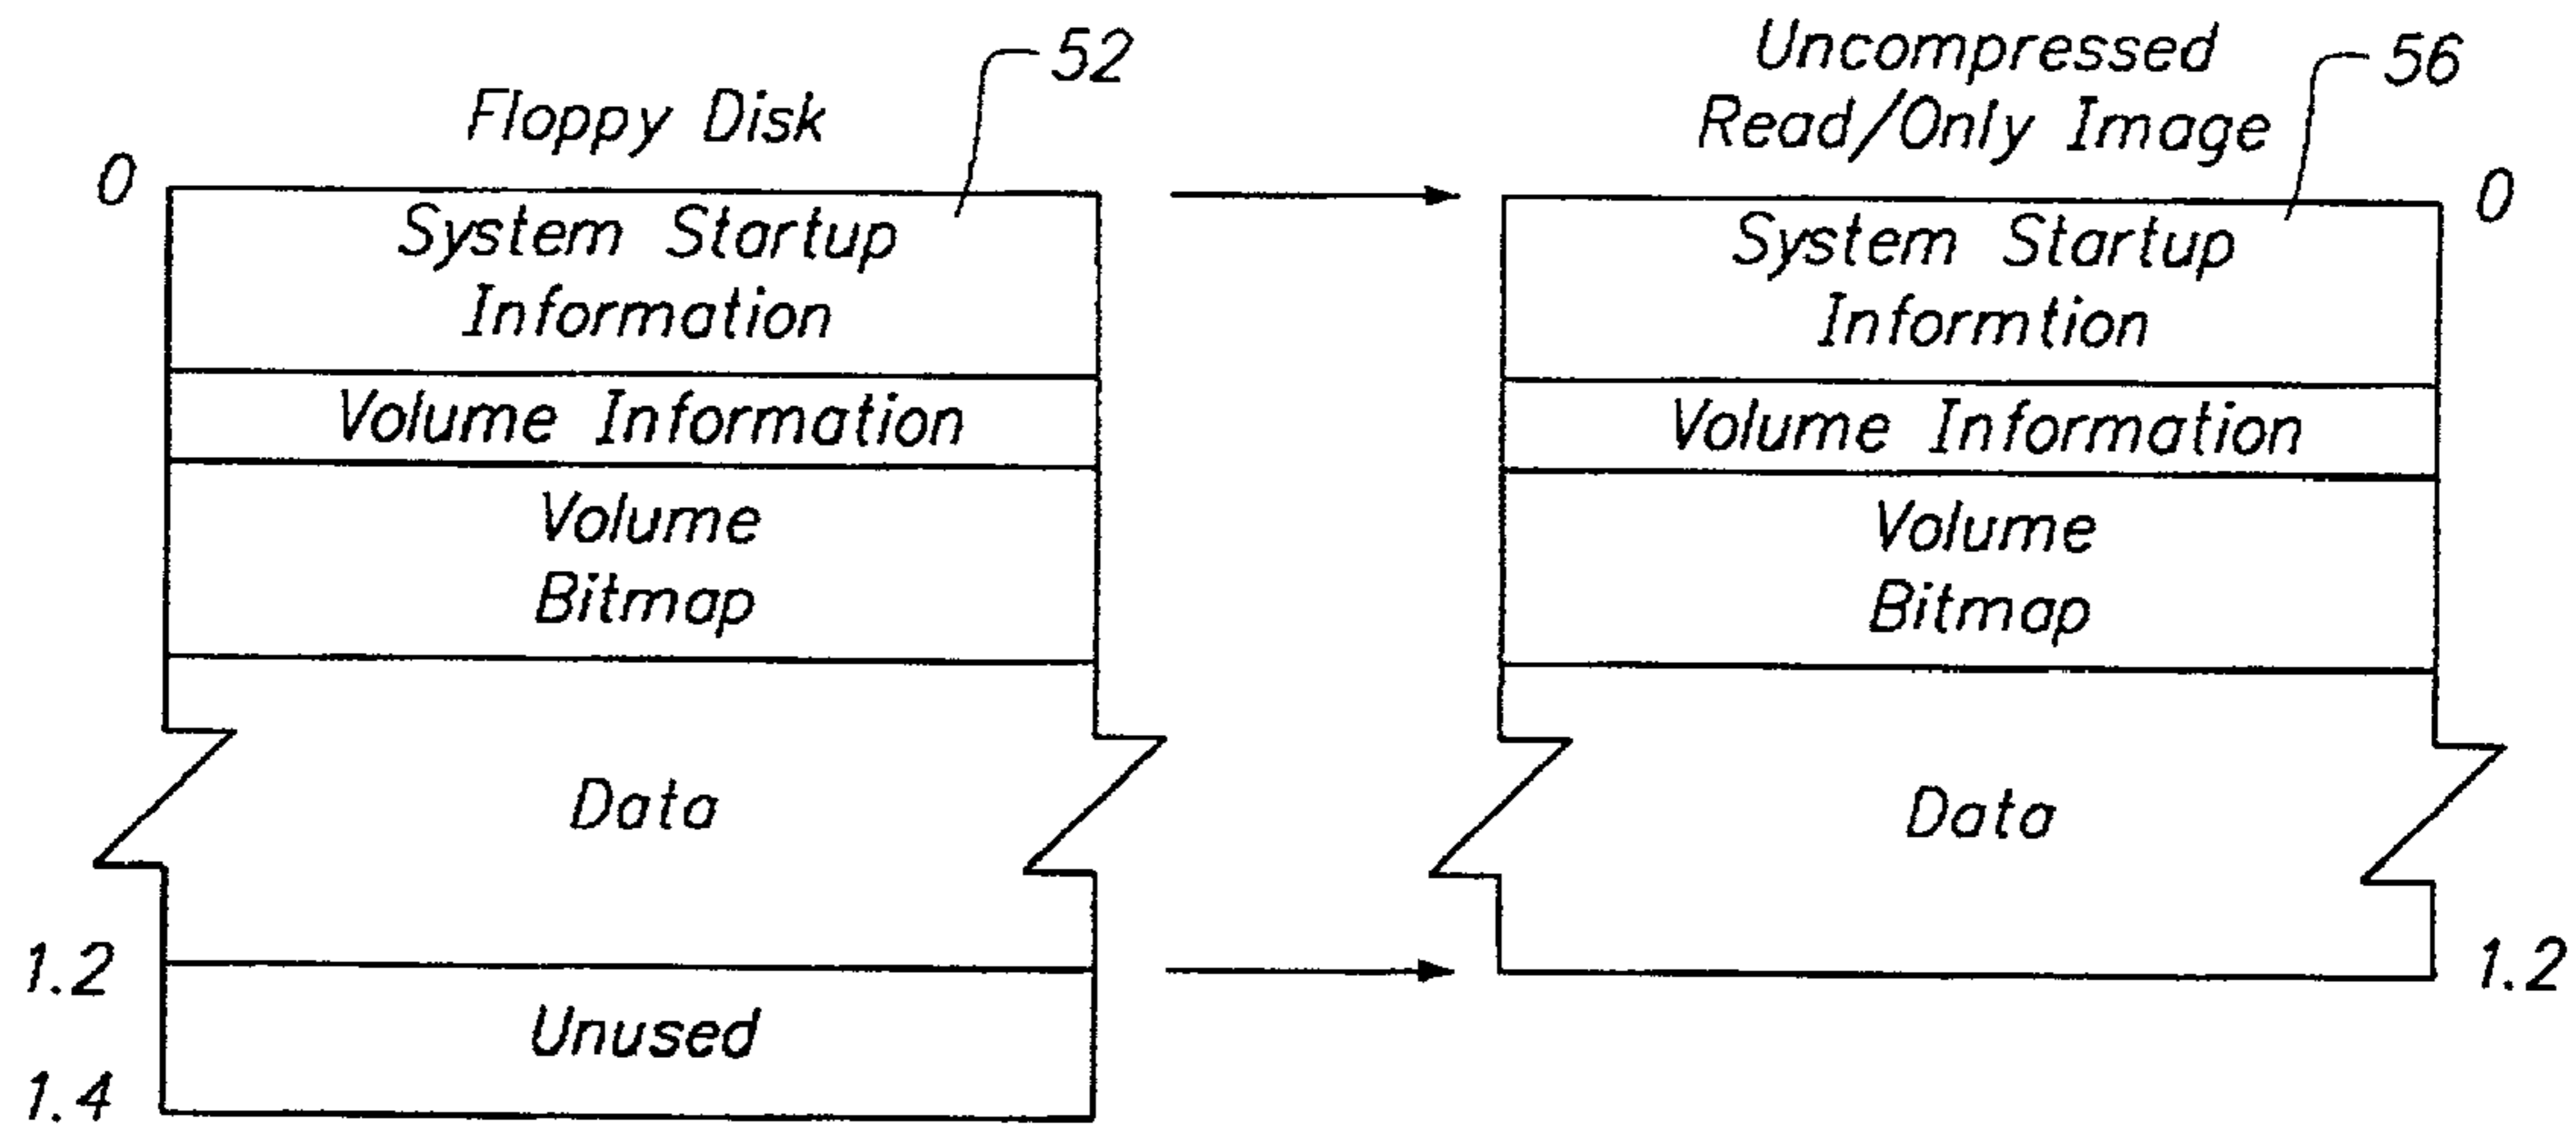 Floppy Disk
52
0
System Startup
Information
Volume Information
Volume
Bitmap
Data
1.2
Unused
1.4
Uncompressed
Read/Only Image
56
0
System Startup
Informtion
Volume Information
Volume
Bitmap
Data
1.2